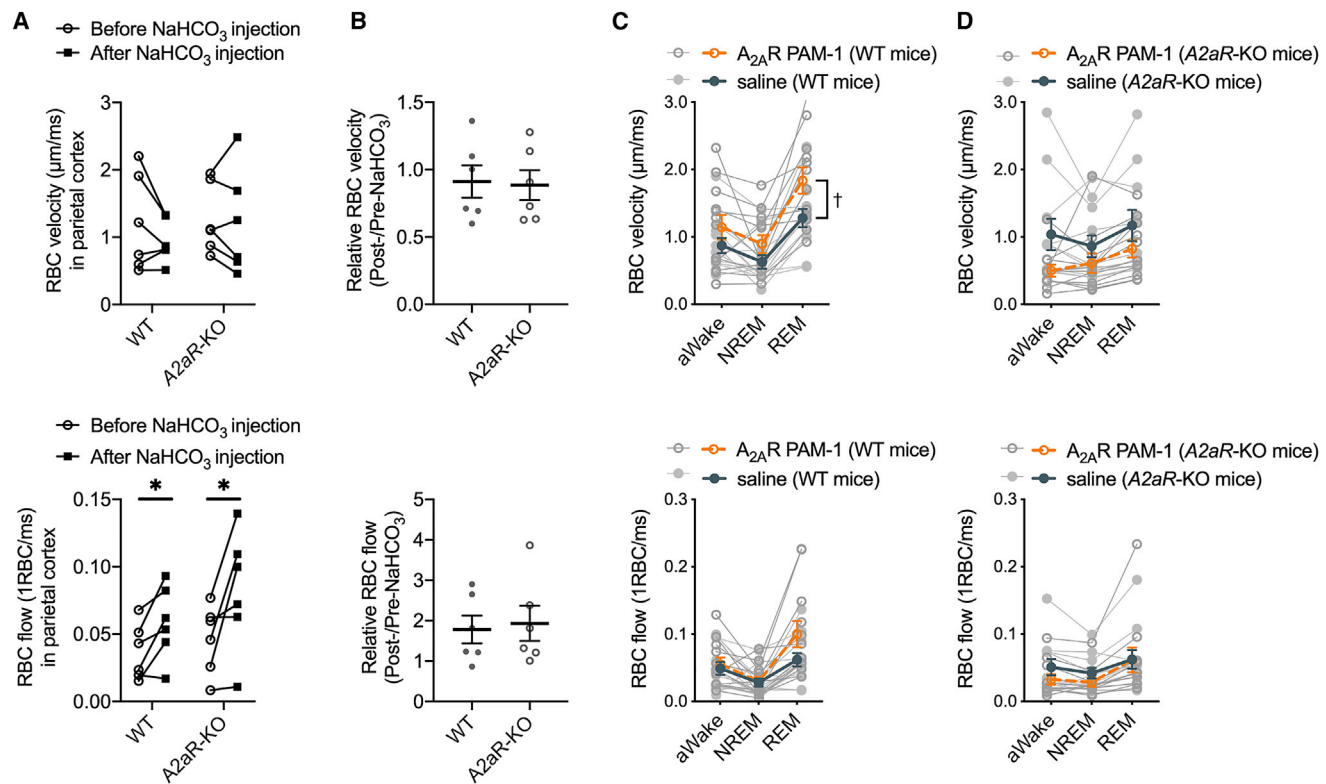 A
Before NaHCO3 injection
After NaHCO3 injection
RBC velocity (μm/ms)
in parietal cortex
3
2
1
0
WT
A2aR-KO
B
Relative RBC velocity
(Post-/Pre-NaHCO3)
1.5
1.0
0.5
0.0
WT
A2aR-KO
C
A2AR PAM-1 (WT mice)
saline (WT mice)
RBC velocity (μm/ms)
3.0
2.0
1.0
0.0
†
aWake
NREM
REM
D
A2AR PAM-1 (A2aR-KO mice)
saline (A2aR-KO mice)
RBC velocity (μm/ms)
3.0
2.0
1.0
0.0
aWake
NREM
REM
Before NaHCO3 injection
After NaHCO3 injection
RBC flow (1RBC/ms)
in parietal cortex
0.15
0.10
0.05
0.00
* *
WT
A2aR-KO
Relative RBC flow
(Post-/Pre-NaHCO3)
5
4
3
2
1
0
WT
A2aR-KO
A2AR PAM-1 (WT mice)
saline (WT mice)
RBC flow (1RBC/ms)
0.3
0.2
0.1
0.0
aWake
NREM
REM
A2AR PAM-1 (A2aR-KO mice)
saline (A2aR-KO mice)
RBC flow (1RBC/ms)
0.3
0.2
0.1
0.0
aWake
NREM
REM